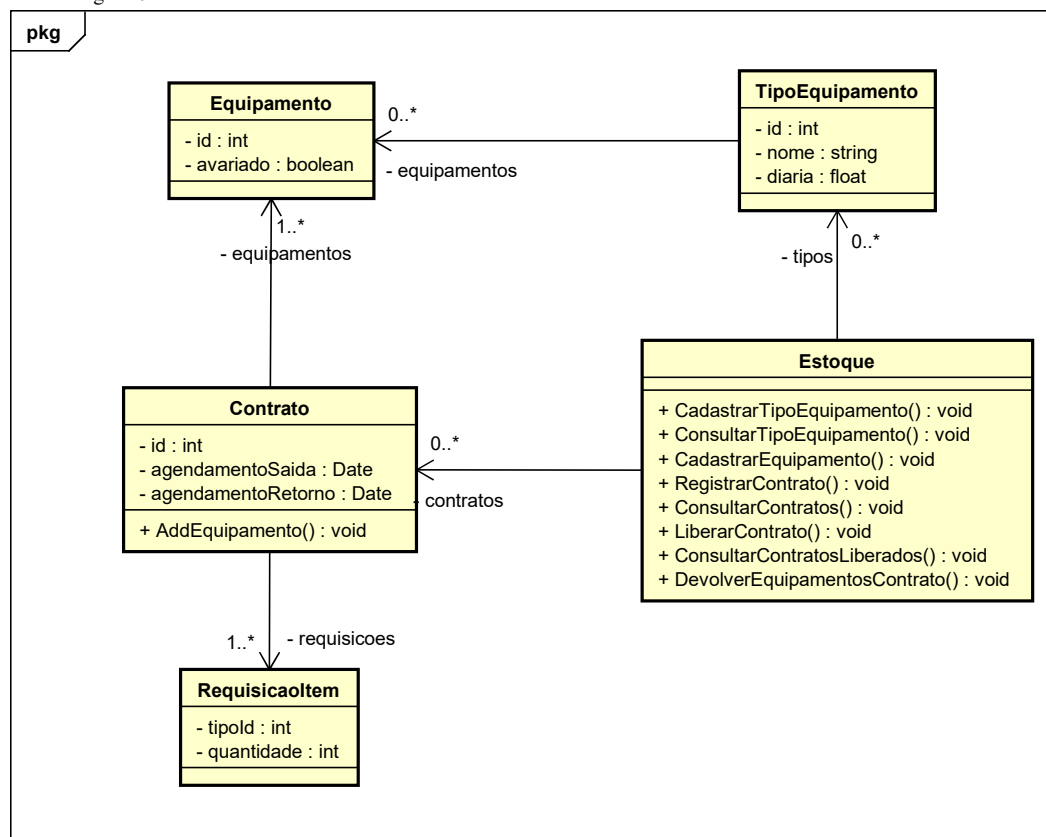 pkg
Equipamento
- id : int
- avariado : boolean
TipoEquipamento
- id : int
- nome : string
- diaria : float
0..*
- equipamentos
1..*
- equipamentos
0..*
- tipos
Estoque
+ CadastrarTipoEquipamento() : void
+ ConsultarTipoEquipamento() : void
+ CadastrarEquipamento() : void
+ RegistrarContrato() : void
+ ConsultarContratos() : void
+ LiberarContrato() : void
+ ConsultarContratosLiberados() : void
+ DevolverEquipamentosContrato() : void
Contrato
- id : int
- agendamentoSaida : Date
- agendamentoRetorno : Date
+ AddEquipamento() : void
0..*
- contratos
1..*
- requisicoes
RequisicaoItem
- tipoId : int
- quantidade : int